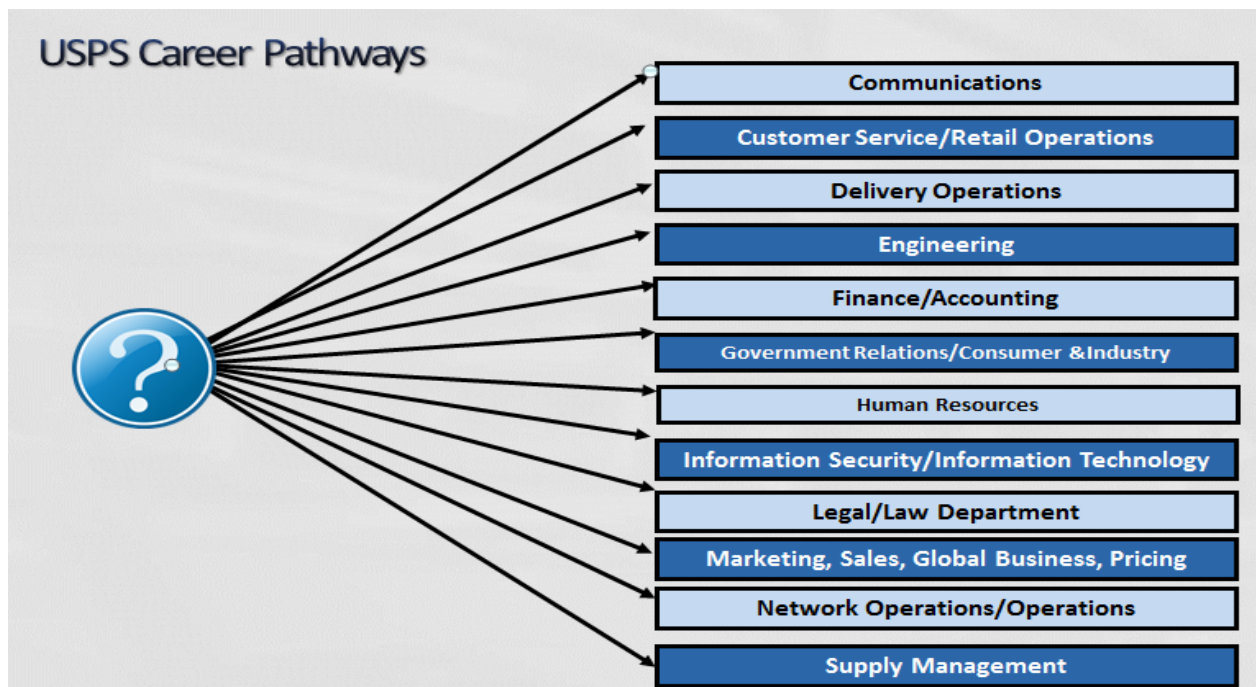 USPS Career Pathways
Communications
Customer Service/Retail Operations
Delivery Operations
Engineering
Finance/Accounting
Government Relations/Consumer &Industry
Human Resources
Information Security/Information Technology
Legal/Law Department
Marketing, Sales, Global Business, Pricing
Network Operations/Operations
Supply Management
?